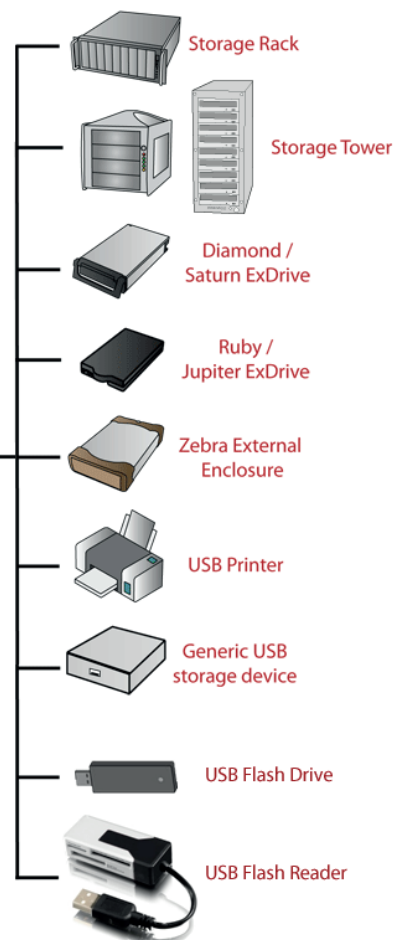 Storage Rack
Storage Tower
Diamond /
Saturn ExDrive
Ruby /
Jupiter ExDrive
Zebra External
Enclosure
USB Printer
Generic USB
storage device
USB Flash Drive
USB Flash Reader